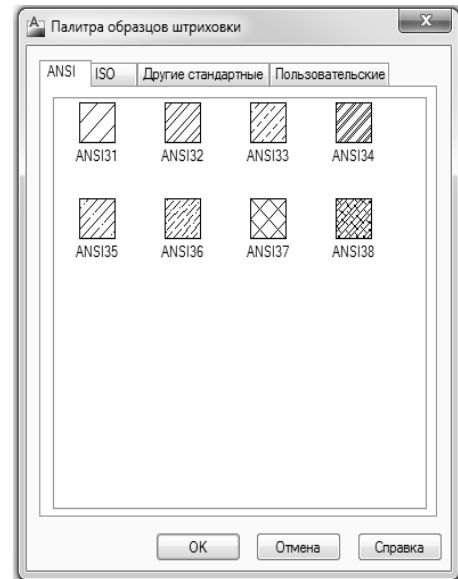 Палитра образцов штриховки
ANSI ISO Другие стандартные Пользовательские
ANSI31 ANSI32 ANSI33 ANSI34
ANSI35 ANSI36 ANSI37 ANSI38
OK Отмена Справка